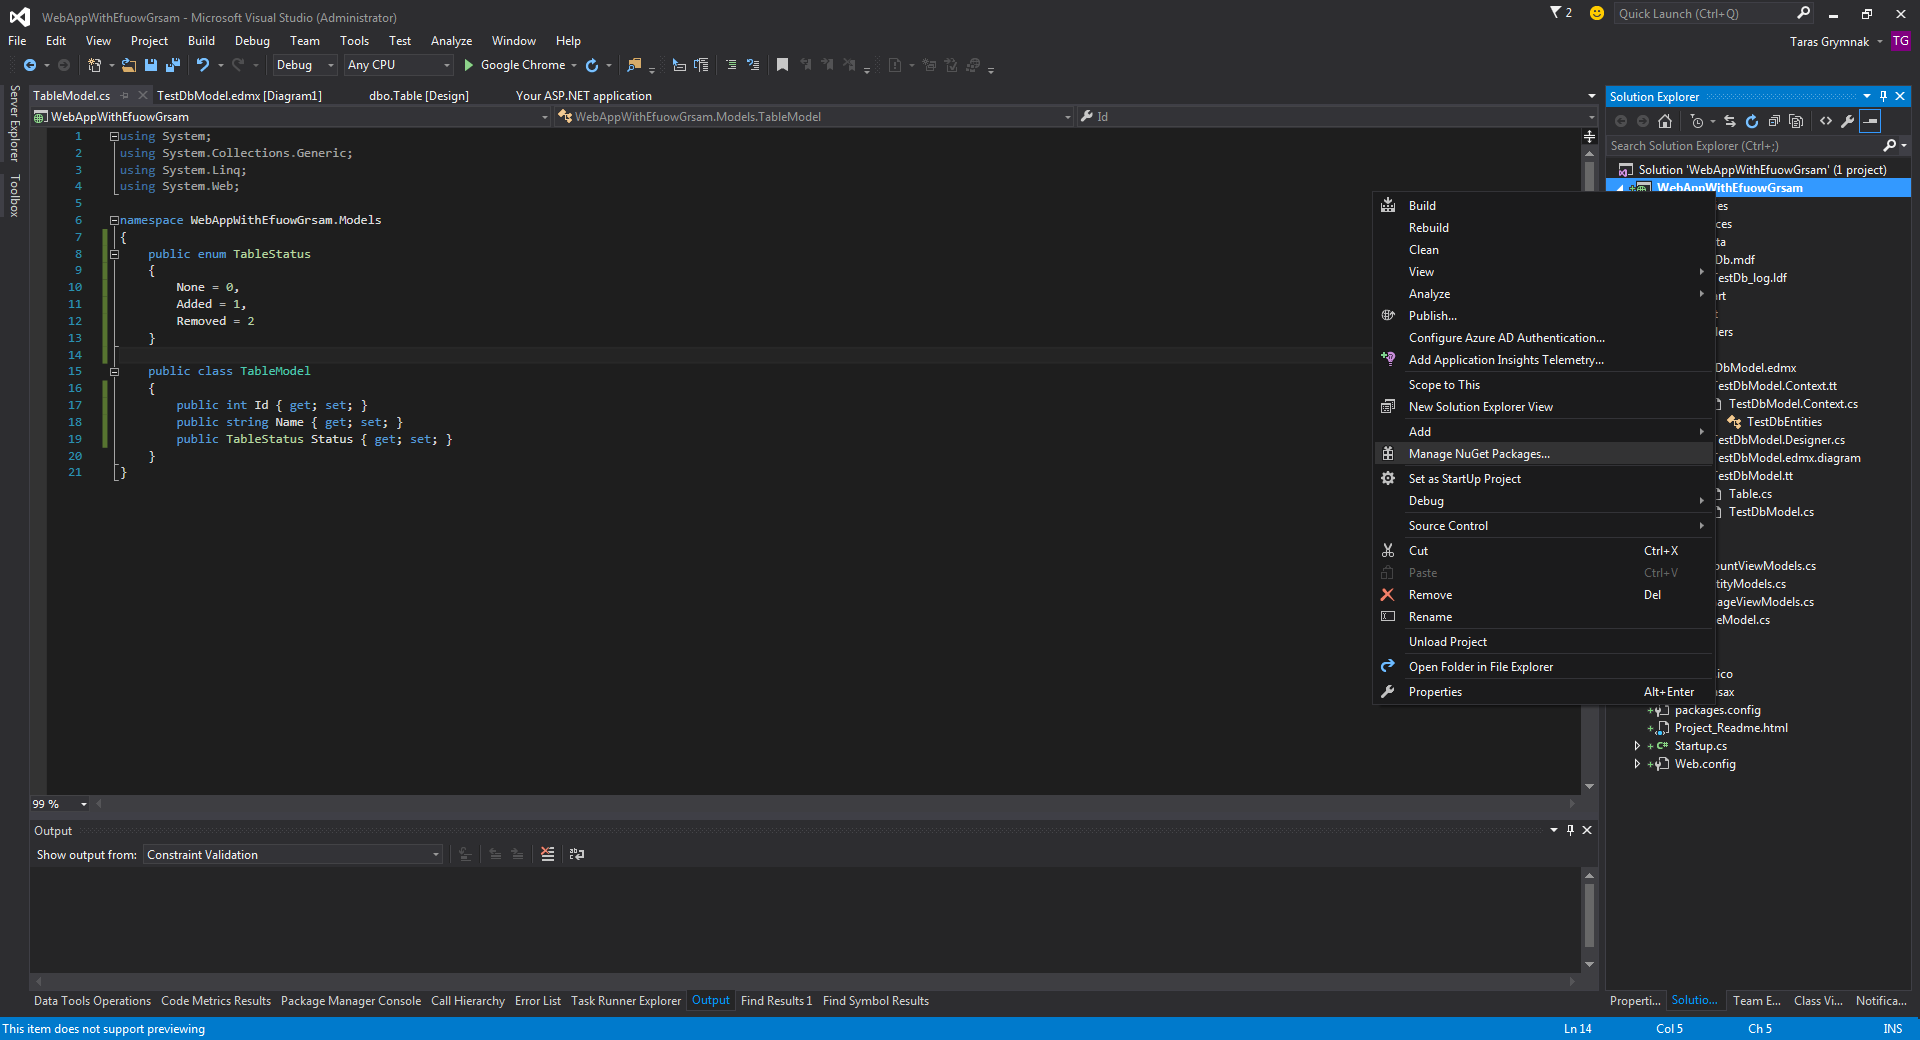 WebAppWithEfuowGrsam - Microsoft Visual Studio (Administrator)
2
Quick Launch (Ctrl+Q)
File Edit View Project Build Debug Team Tools Test Analyze Window Help
Taras Grymnak TG
Debug Any CPU Google Chrome
Server Explorer
Toolbox
TableModel.cs TestDbModel.edmx [Diagram1] dbo.Table [Design] Your ASP.NET application
WebAppWithEfuowGrsam WebAppWithEfuowGrsam.Models.TableModel Id
1 using System;
2 using System.Collections.Generic;
3 using System.Linq;
4 using System.Web;
5
6 namespace WebAppWithEfuowGrsam.Models
7 {
8 public enum TableStatus
9 {
10 None = 0,
11 Added = 1,
12 Removed = 2
13 }
14
15 public class TableModel
16 {
17 public int Id { get; set; }
18 public string Name { get; set; }
19 public TableStatus Status { get; set; }
20 }
21 }
99 %
Build
Rebuild
Clean
View
Analyze
Publish...
Configure Azure AD Authentication...
Add Application Insights Telemetry...
Scope to This
New Solution Explorer View
Add
Manage NuGet Packages...
Set as StartUp Project
Debug
Source Control
Cut Ctrl+X
Paste Ctrl+V
Remove Del
Rename
Unload Project
Open Folder in File Explorer
Properties Alt+Enter
Solution Explorer
Search Solution Explorer (Ctrl+;)
Solution 'WebAppWithEfuowGrsam' (1 project)
WebAppWithEfuowGrsam
es
ces
ta
Db.mdf
estDb_log.ldf
rt
t
lers
DbModel.edmx
estDbModel.Context.tt
TestDbModel.Context.cs
TestDbEntities
estDbModel.Designer.cs
estDbModel.edmx.diagram
estDbModel.tt
Table.cs
TestDbModel.cs
ountViewModels.cs
tityModels.cs
ageViewModels.cs
eModel.cs
ico
sax
packages.config
Project_Readme.html
C# Startup.cs
Web.config
Output
Show output from: Constraint Validation
Data Tools Operations Code Metrics Results Package Manager Console Call Hierarchy Error List Task Runner Explorer Output Find Results 1 Find Symbol Results
Properti... Solutio... Team E... Class Vi... Notifica...
This item does not support previewing
Ln 14 Col 5 Ch 5 INS